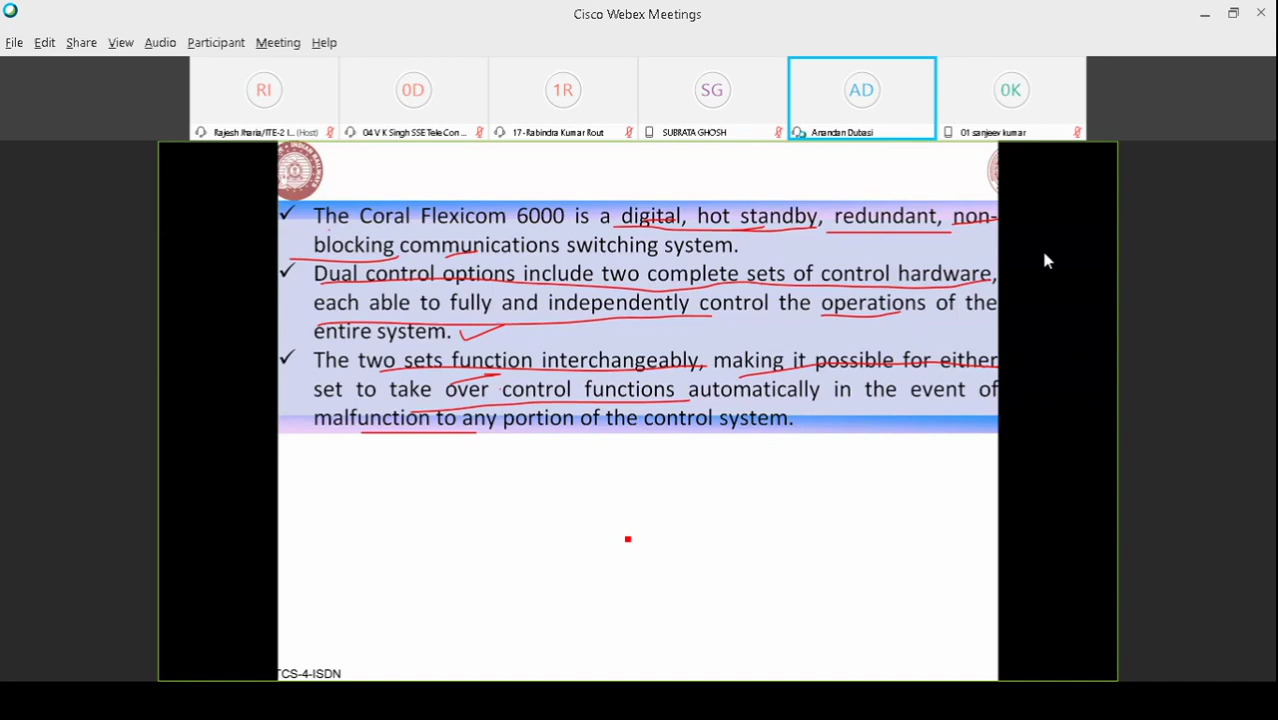 Cisco Webex Meetings
File Edit Share View Audio Participant Meeting Help
RI 0D 1R SG AD 0K
Rajesh Jharia/ITE-2 I... (Host) 04 V K Singh SSE Tele Con ... 17- Rabindra Kumar Rout SUBRATA GHOSH Anandan Dubasi 01 sanjeev kumar
✓ The Coral Flexicom 6000 is a digital, hot standby, redundant, non-
blocking communications switching system.
✓ Dual control options include two complete sets of control hardware,
each able to fully and independently control the operations of the
entire system.
✓ The two sets function interchangeably, making it possible for either
set to take over control functions automatically in the event of
malfunction to any portion of the control system.
TCS-4-ISDN